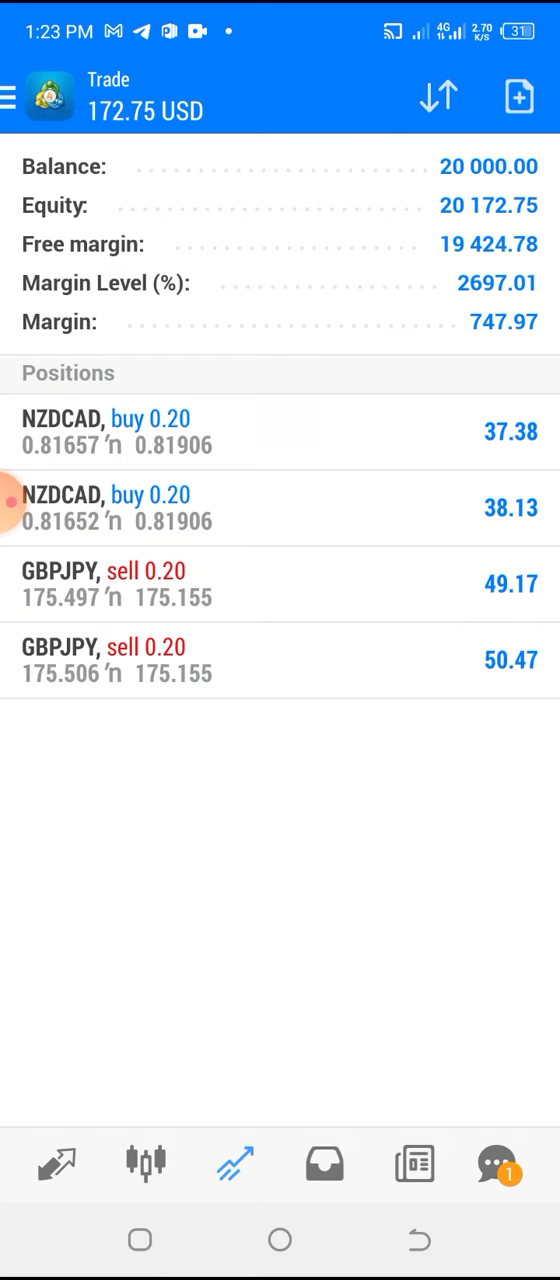 1:23 PM 4G 2.70 K/S 31
Trade
172.75 USD
Balance: 20 000.00
Equity: 20 172.75
Free margin: 19 424.78
Margin Level (%): 2697.01
Margin: 747.97
Positions
NZDCAD, buy 0.20
0.81657 ’n 0.81906 37.38
NZDCAD, buy 0.20
0.81652 ’n 0.81906 38.13
GBPJPY, sell 0.20
175.497 ’n 175.155 49.17
GBPJPY, sell 0.20
175.506 ’n 175.155 50.47
1